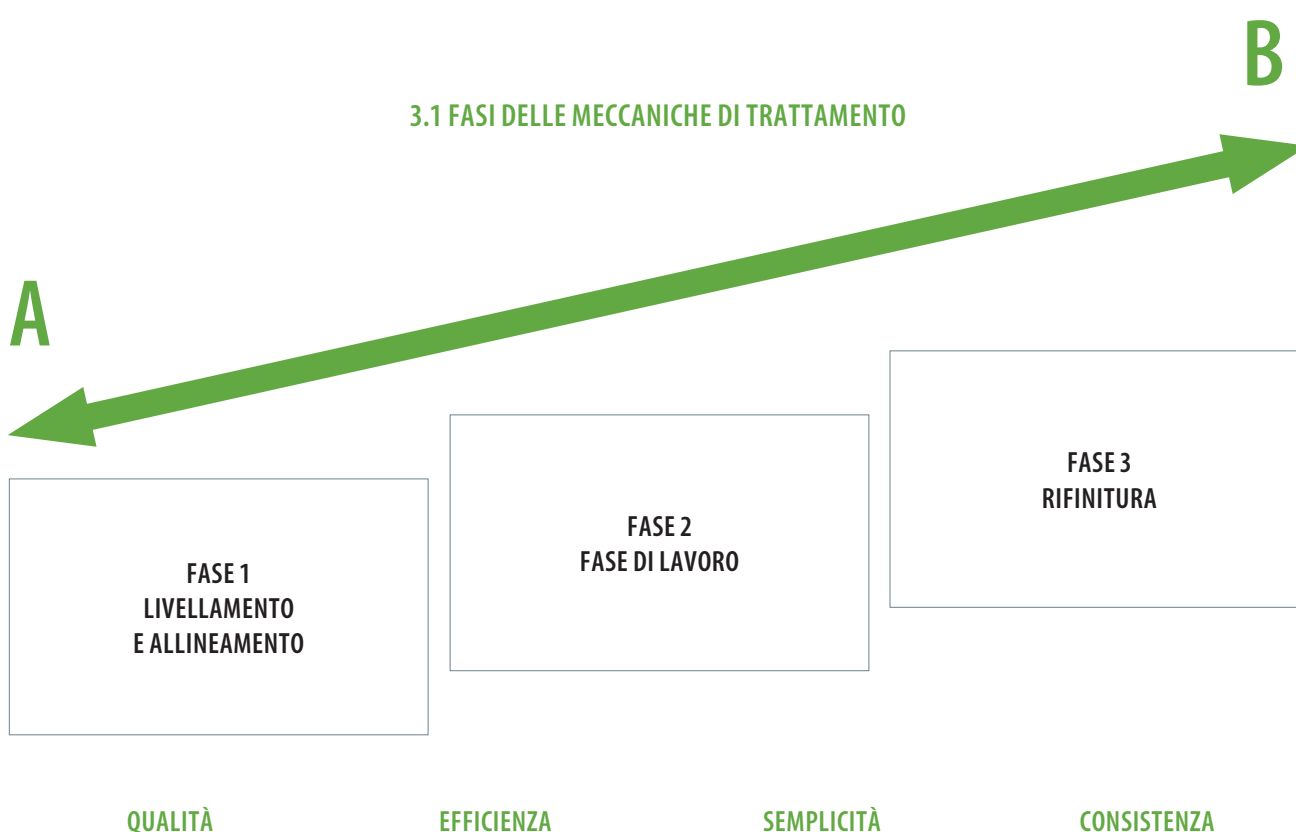 B
3.1 FASI DELLE MECCANICHE DI TRATTAMENTO
A
FASE 1
LIVELLAMENTO
E ALLINEAMENTO
FASE 2
FASE DI LAVORO
FASE 3
RIFINITURA
QUALITÀ
EFFICIENZA
SEMPLICITÀ
CONSISTENZA